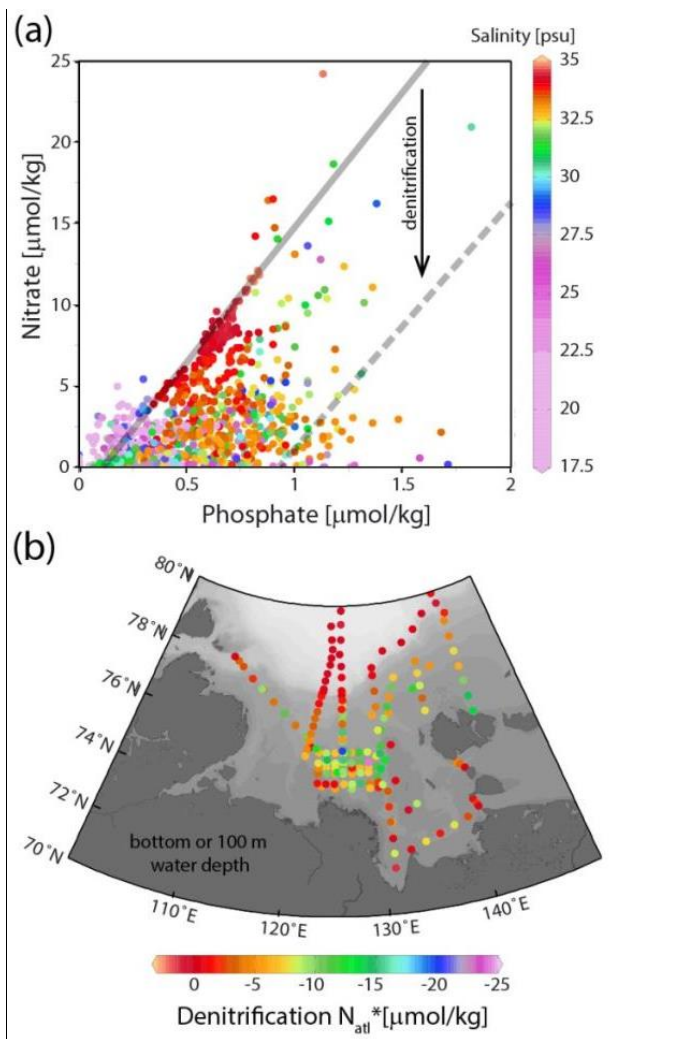 (a)
Salinity [psu]
25
20
15
10
5
0
Nitrate [μmol/kg]
denitrification
35
32.5
30
27.5
25
22.5
20
17.5
0
0.5
1
1.5
2
Phosphate [μmol/kg]
(b)
80˚N
78˚N
76˚N
74˚N
72˚N
70˚N
bottom or 100 m
water depth
110˚E
120˚E
130˚E
140˚E
0
-5
-10
-15
-20
-25
Denitrification Natl*[μmol/kg]